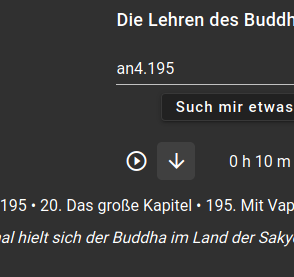 Die Lehren des Buddh
an4.195
Such mir etwas
0 h 10 m
195 • 20. Das große Kapitel • 195. Mit Vap
al hielt sich der Buddha im Land der Saky